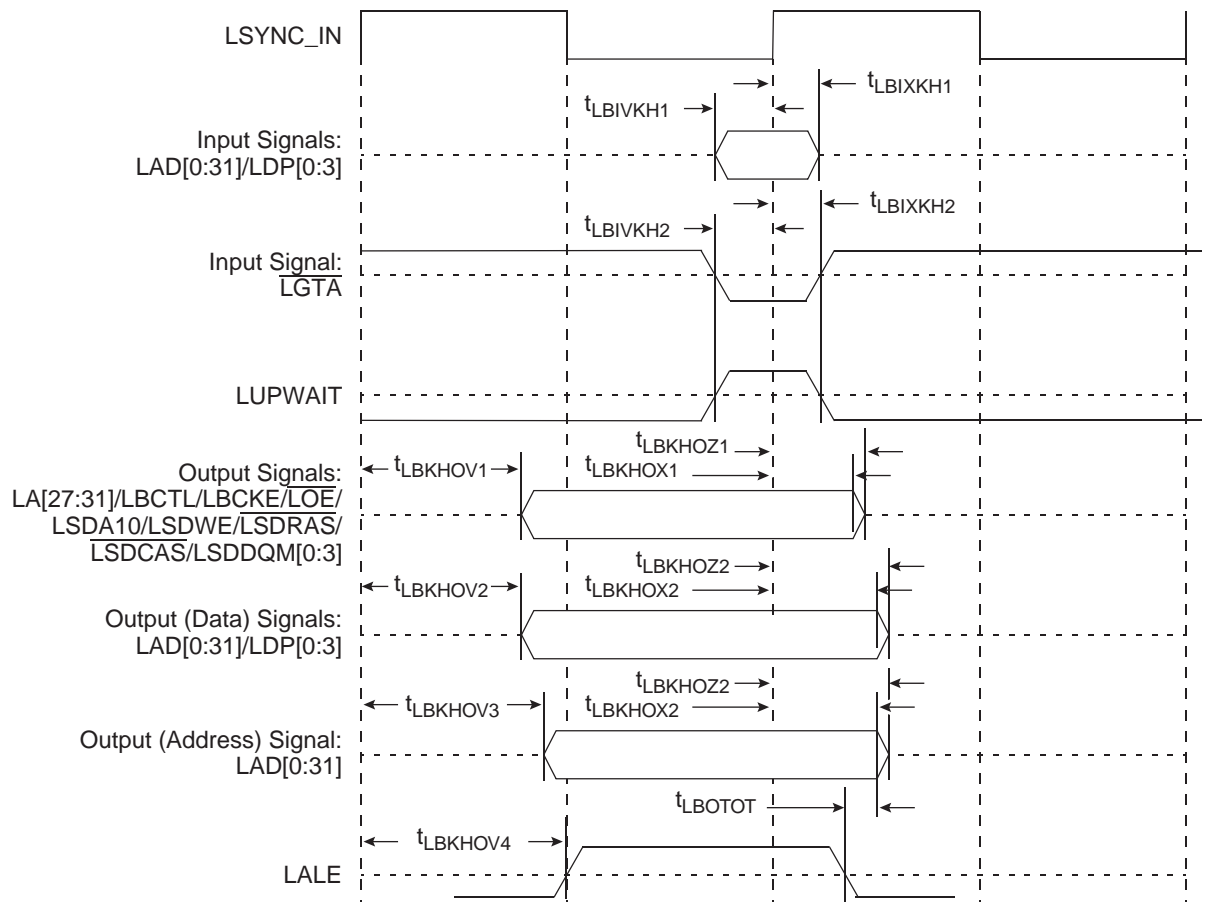 LSYNC_IN
tLBIXKH1
tLBIVKH1
Input Signals:
LAD[0:31]/LDP[0:3]
tLBIXKH2
tLBIVKH2
Input Signal:
LGTA
LUPWAIT
tLBKHOZ1
tLBKHOV1
tLBKHOX1
Output Signals:
LA[27:31]/LBCTL/LBCKE/LOE/
LSDA10/LSDWE/LSDRAS/
LSDCAS/LSDDQM[0:3]
tLBKHOZ2
tLBKHOV2
tLBKHOX2
Output (Data) Signals:
LAD[0:31]/LDP[0:3]
tLBKHOZ2
tLBKHOV3
tLBKHOX2
Output (Address) Signal:
LAD[0:31]
tLBOTOT
tLBKHOV4
LALE